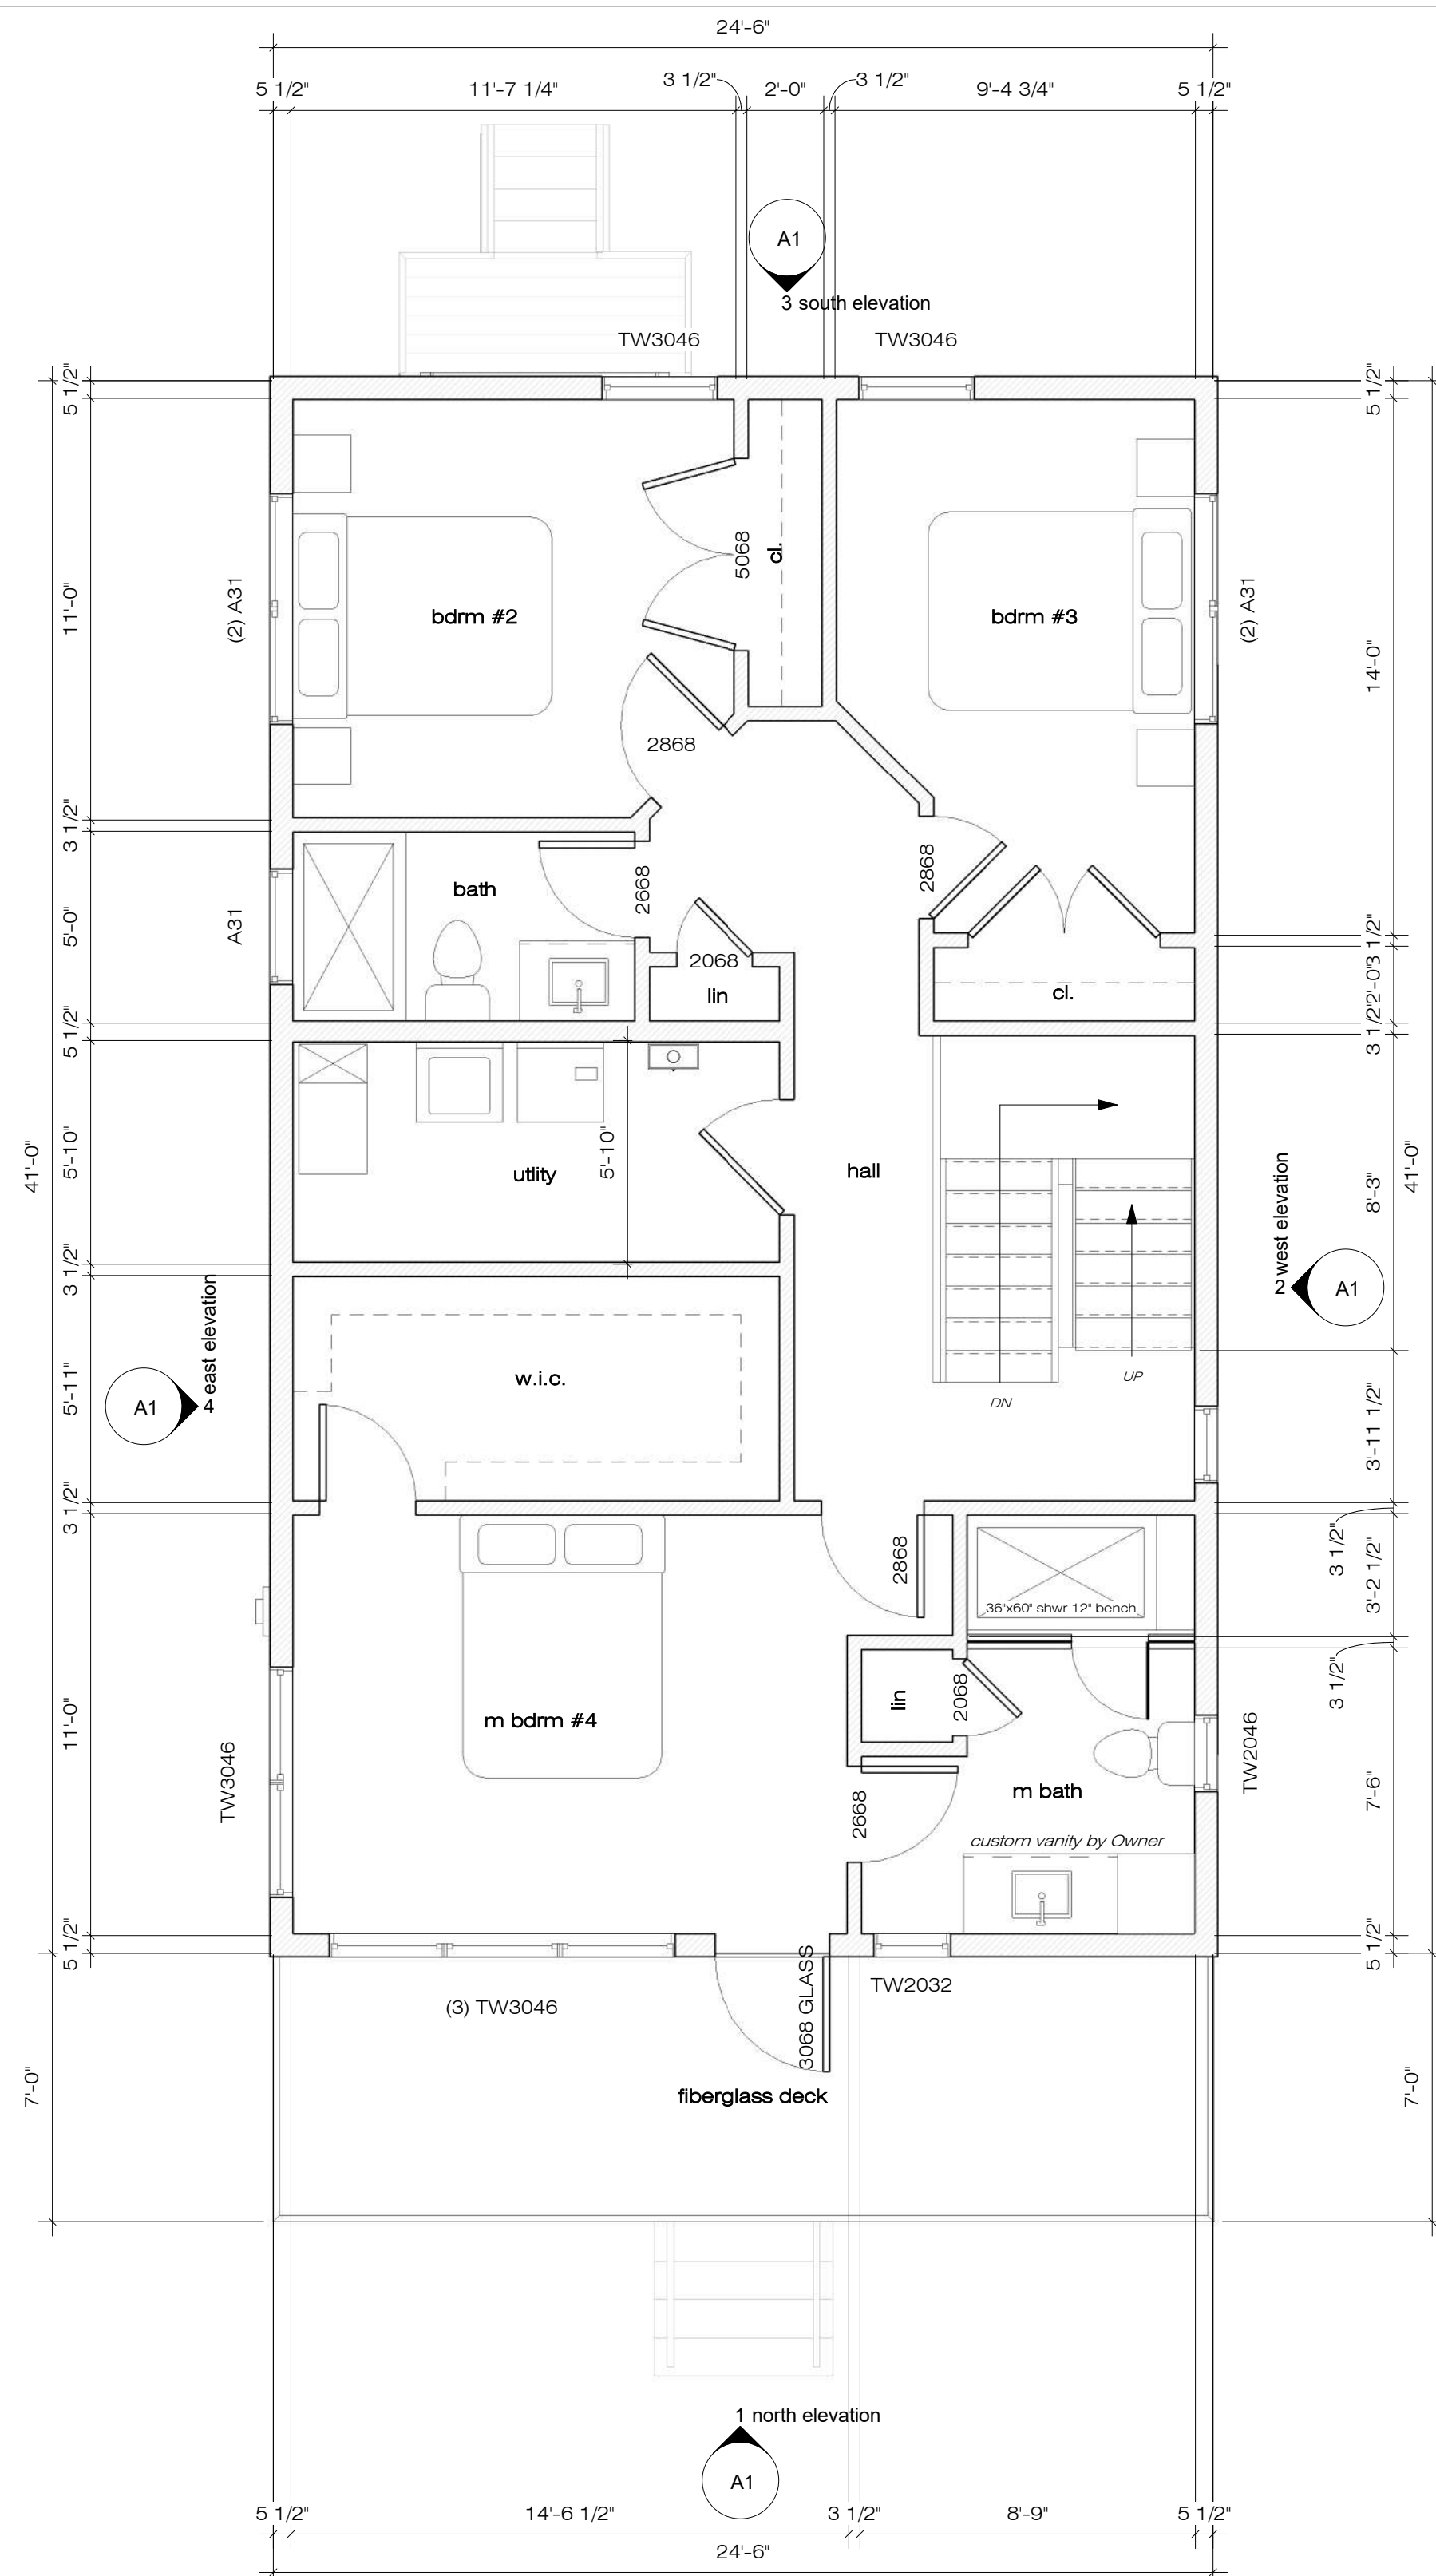 24'-6"
5 1/2" 11'-7 1/4" 3 1/2" 2'-0" 3 1/2" 9'-4 3/4" 5 1/2"
A1
3 south elevation
TW3046 TW3046
5 1/2"
11'-0"
3 1/2"
5'-0"
5 1/2"
5'-10"
3 1/2"
5'-11"
3 1/2"
11'-0"
5 1/2"
41'-0"
7'-0"
(2) A31
A31
4 east elevation
A1
TW3046
bdrm #2
5068
cl.
bdrm #3
2868
bath
2668
2868
2068
lin
cl.
utlity
5'-10"
hall
w.i.c.
DN
UP
2868
36"x60" shwr 12" bench
lin
2068
m bdrm #4
m bath
2668
custom vanity by Owner
(2) A31
2 west elevation
A1
TW2046
5 1/2"
14'-0"
3 1/2"
2'-0"
3 1/2"
8'-3"
3'-11 1/2"
3 1/2"
3'-2 1/2"
3 1/2"
7'-6"
5 1/2"
41'-0"
7'-0"
3068 GLASS
TW2032
(3) TW3046
fiberglass deck
1 north elevation
A1
5 1/2" 14'-6 1/2" 3 1/2" 8'-9" 5 1/2"
24'-6"